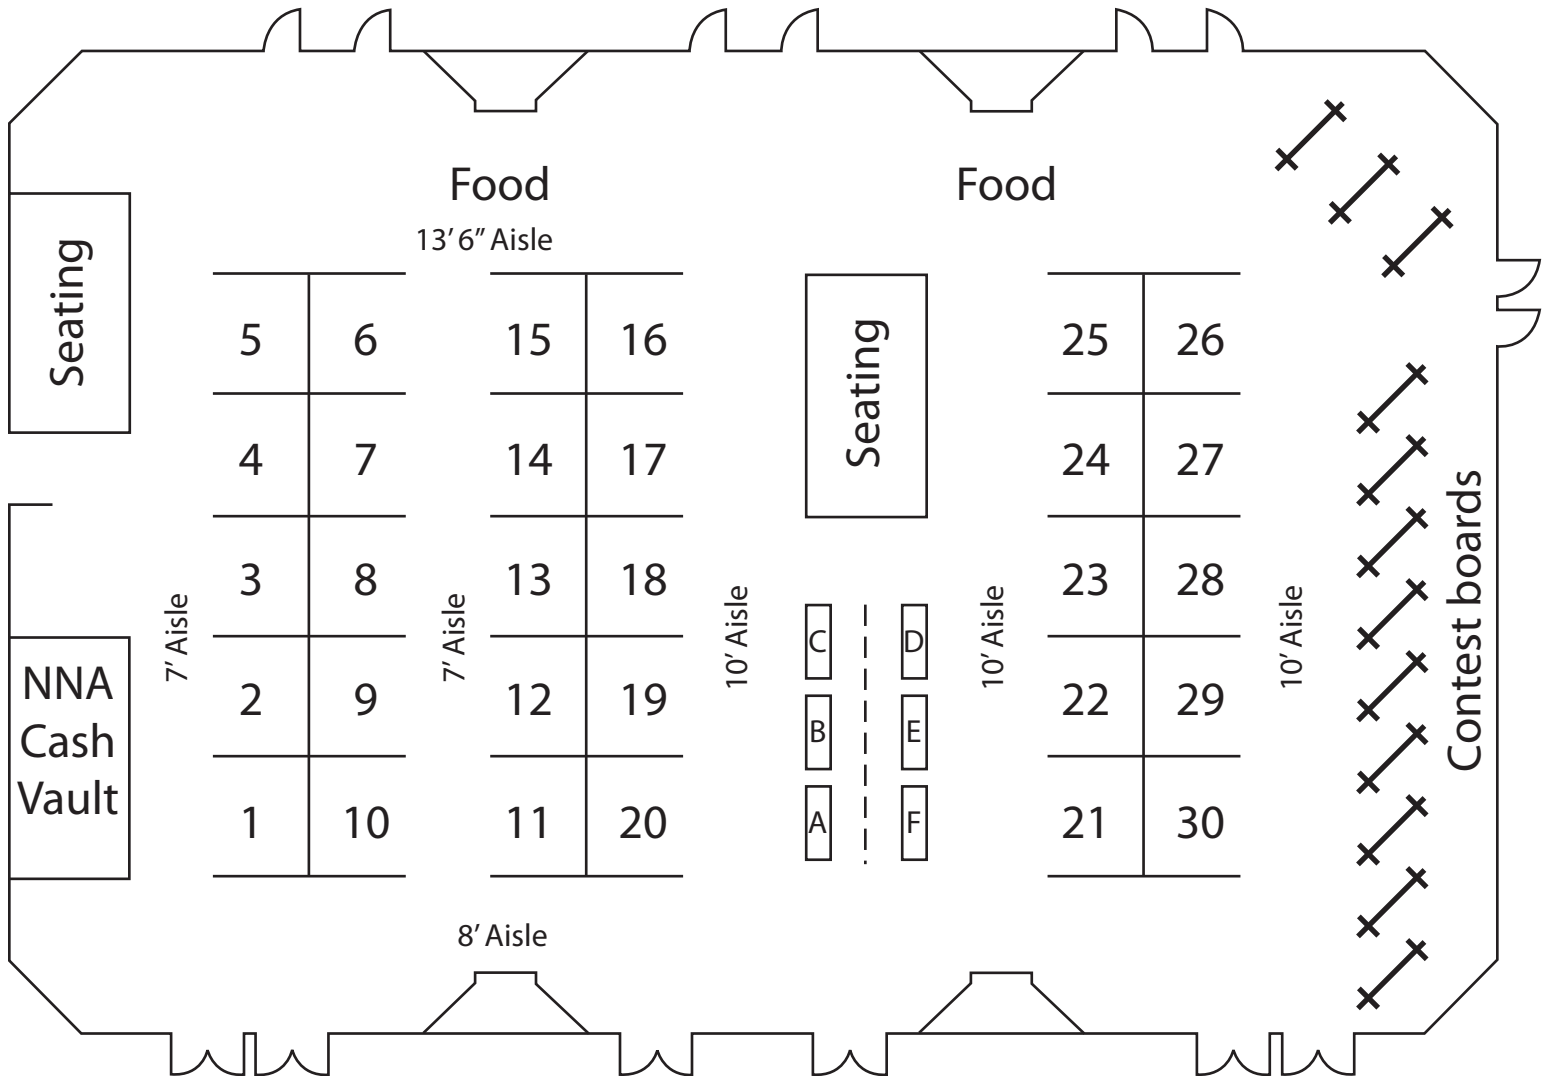 Food
Food
13’ 6” Aisle
Seating
5
6
15
16
Seating
25
26
4
7
14
17
24
27
3
8
13
18
23
28
7’ Aisle
7’ Aisle
10’ Aisle
10’ Aisle
10’ Aisle
C
D
Contest boards
NNA
Cash
Vault
2
9
12
19
B
E
22
29
1
10
11
20
A
F
21
30
8’ Aisle